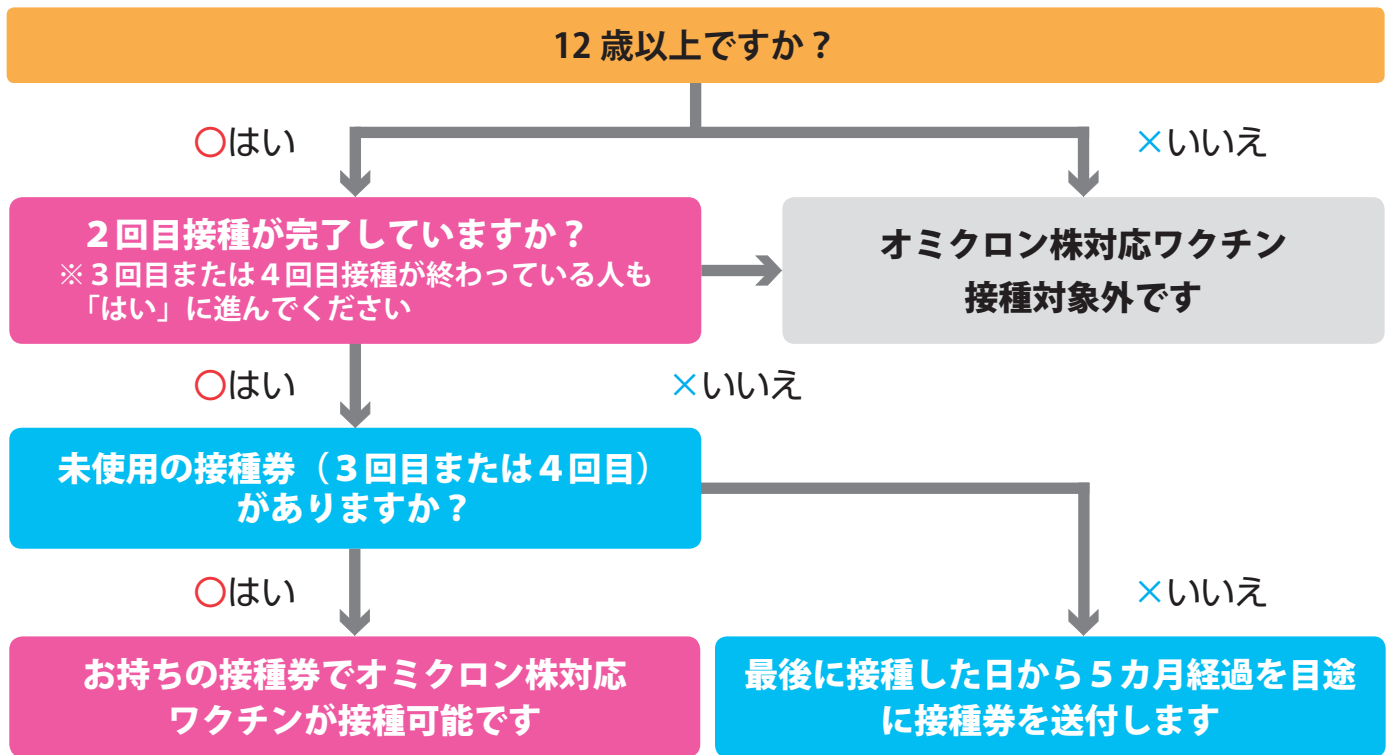 12 歳以上ですか？
○はい
×いいえ
２回目接種が完了していますか？
※３回目または４回目接種が終わっている人も
「はい」に進んでください
オミクロン株対応ワクチン
接種対象外です
○はい
×いいえ
未使用の接種券（３回目または４回目）
がありますか？
○はい
×いいえ
お持ちの接種券でオミクロン株対応
ワクチンが接種可能です
最後に接種した日から５カ月経過を目途
に接種券を送付します